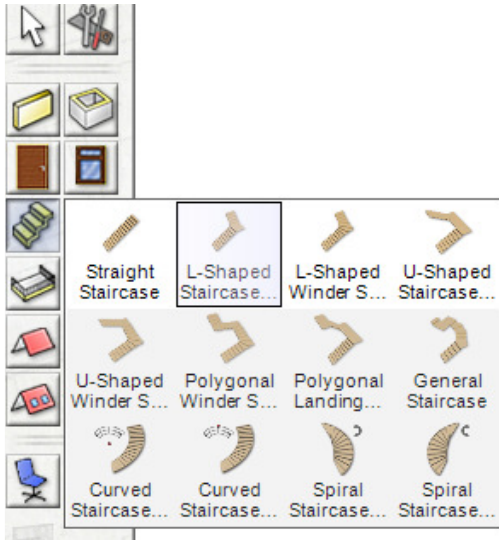 Straight L-Shaped L-Shaped U-Shaped
Staircase Staircase... Winder S... Staircase...
U-Shaped Polygonal Polygonal General
Winder S... Winder S... Landing... Staircase
Curved Curved Spiral Spiral
Staircase... Staircase... Staircase... Staircase...